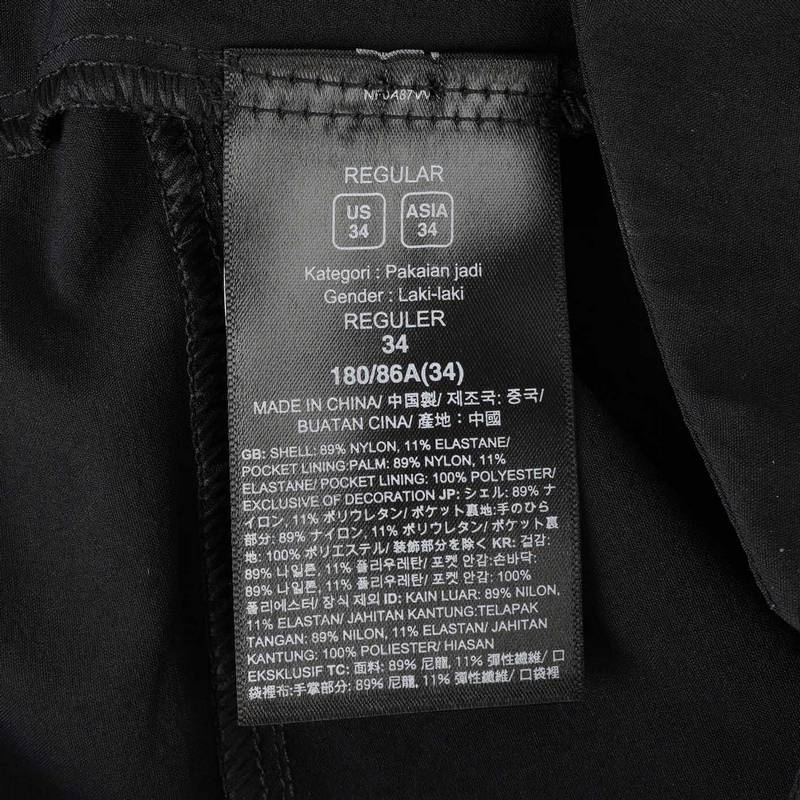 NF0A87VV
REGULAR
US
34
ASIA
34
Kategori : Pakaian jadi
Gender : Laki-laki
REGULER
34
180/86A(34)
MADE IN CHINA/ 中国製/ 제조국: 중국/
BUATAN CINA/ 產地：中國
GB: SHELL: 89% NYLON, 11% ELASTANE/
POCKET LINING:PALM: 89% NYLON, 11%
ELASTANE/ POCKET LINING: 100% POLYESTER/
EXCLUSIVE OF DECORATION JP: シェル: 89% ナ
イロン, 11% ポリウレタン/ ポケット裏地:手のひら
部分: 89% ナイロン, 11% ポリウレタン/ ポケット裏
地: 100% ポリエステル/ 装飾部分を除く KR: 겉감:
89% 나일론, 11% 폴리우레탄/ 포켓 안감:손바닥:
89% 나일론, 11% 폴리우레탄/ 포켓 안감: 100%
폴리에스터/ 장식 제외 ID: KAIN LUAR: 89% NILON,
11% ELASTAN/ JAHITAN KANTUNG:TELAPAK
TANGAN: 89% NILON, 11% ELASTAN/ JAHITAN
KANTUNG: 100% POLIESTER/ HIASAN
EKSKLUSIF TC: 面料: 89% 尼龍, 11% 彈性纖維/ 口
袋裡布:手掌部分: 89% 尼龍, 11% 彈性纖維/ 口袋裡